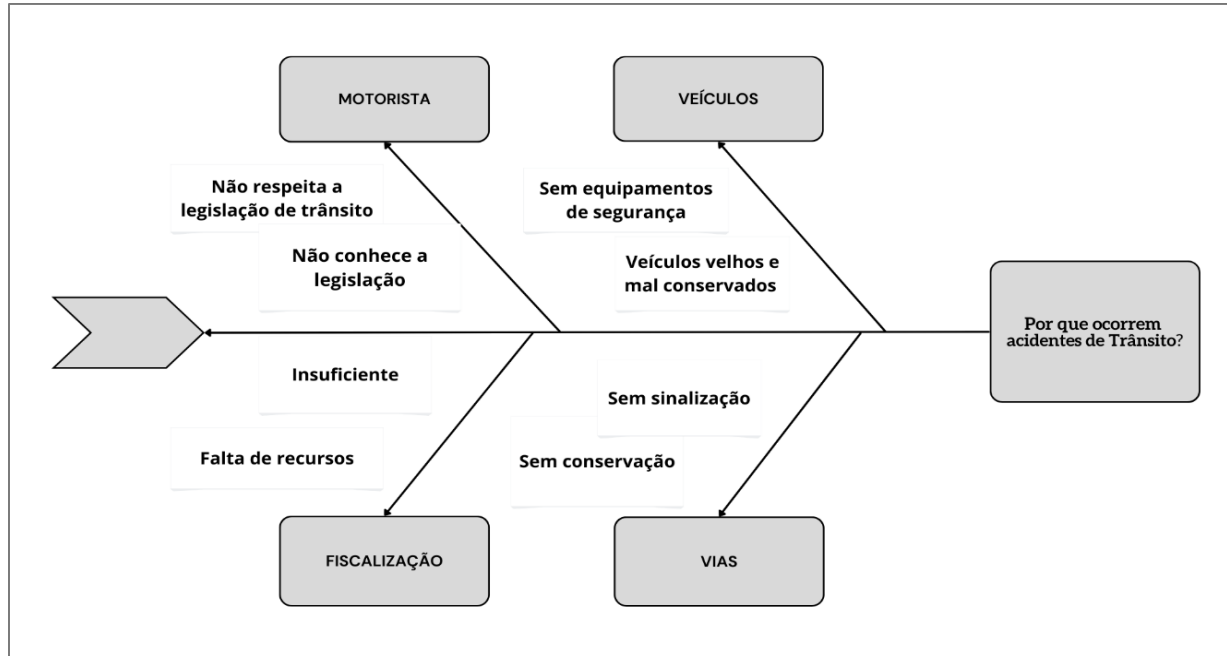 MOTORISTA
VEÍCULOS
Não respeita a
legislação de trânsito
Sem equipamentos
de segurança
Não conhece a
legislação
Veículos velhos e
mal conservados
Por que ocorrem
acidentes de Trânsito?
Insuficiente
Sem sinalização
Falta de recursos
Sem conservação
FISCALIZAÇÃO
VIAS